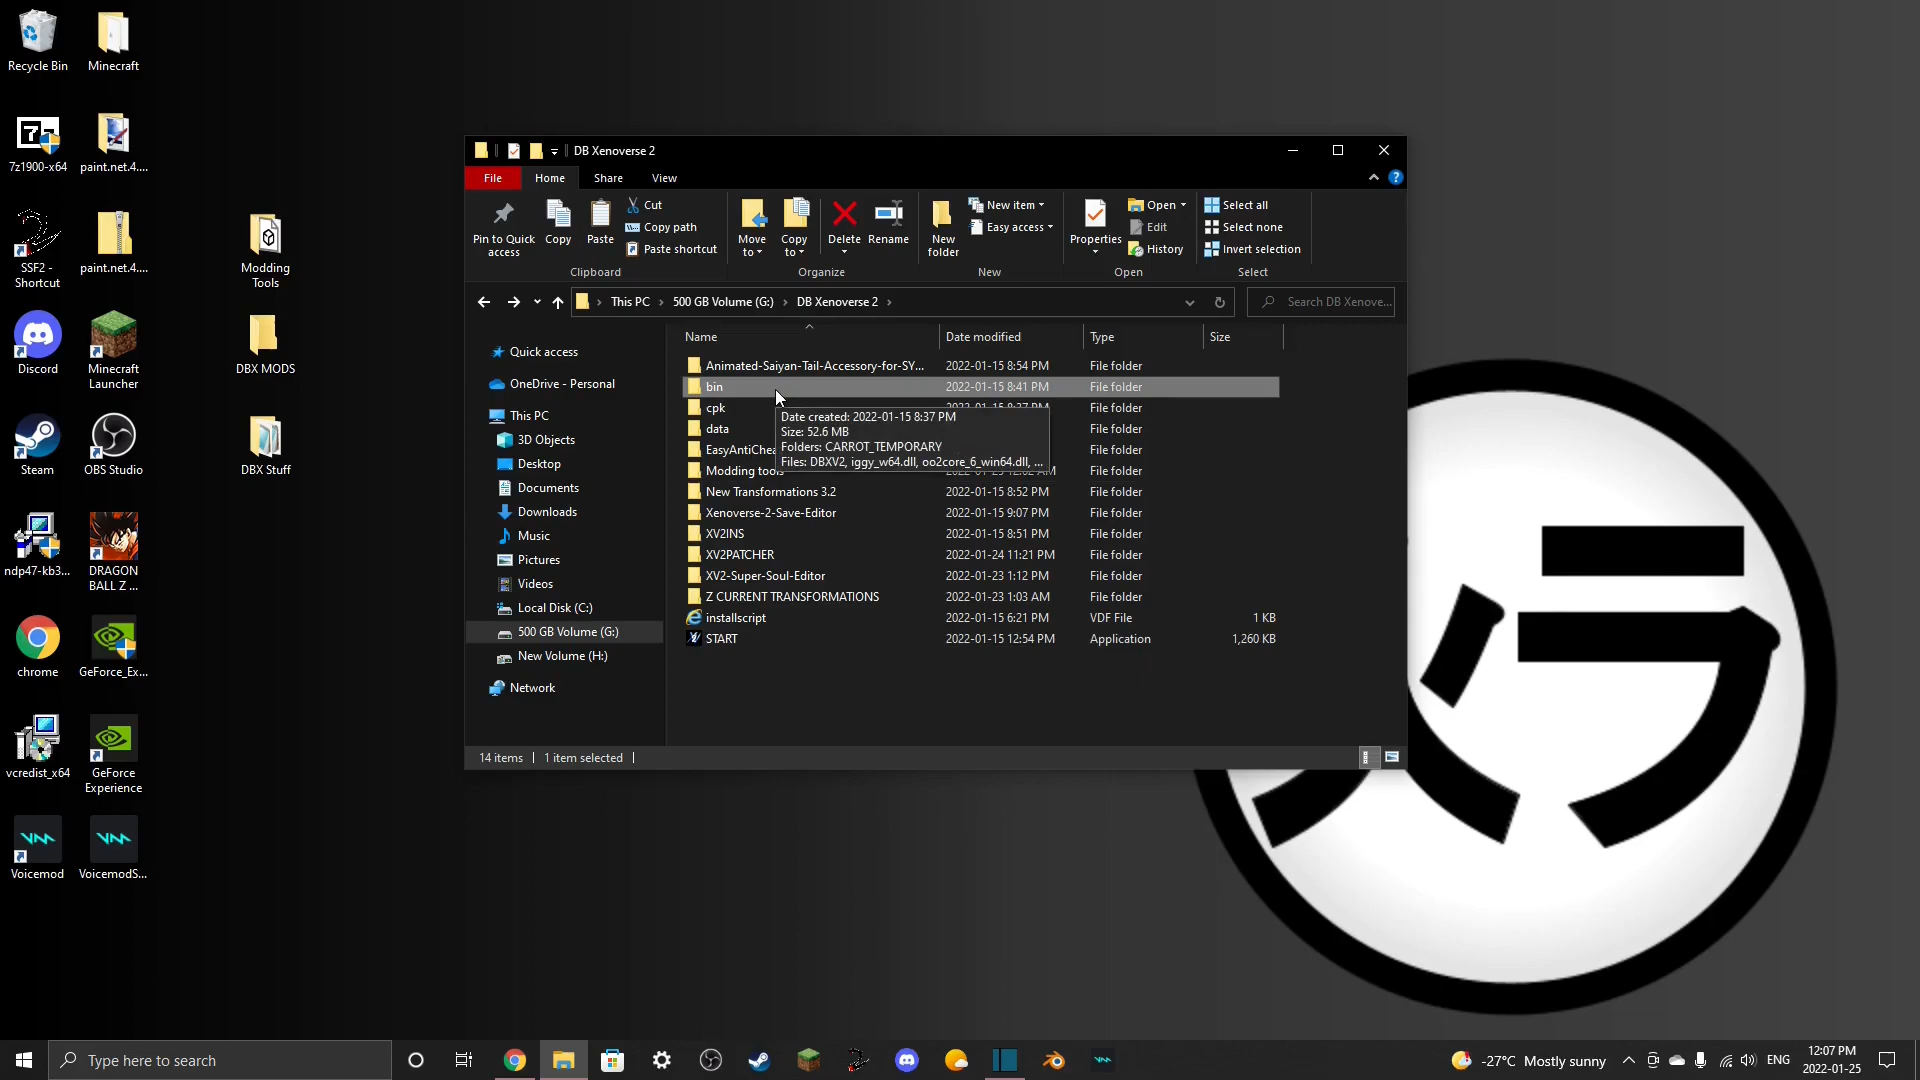 Recycle Bin
Minecraft
7z1900-x64
paint.net.4....
SSF2 -
Shortcut
paint.net.4....
Modding
Tools
Discord
Minecraft
Launcher
DBX MODS
Steam
OBS Studio
DBX Stuff
ndp47-kb3...
DRAGON
BALL Z ...
chrome
GeForce_Ex...
vcredist_x64
GeForce
Experience
Voicemod
VoicemodS...
DB Xenoverse 2
File
Home
Share
View
Pin to Quick
access
Copy
Paste
Cut
Copy path
Paste shortcut
Clipboard
Move
to
Copy
to
Delete
Rename
Organize
New
folder
New item
Easy access
New
Properties
Open
Edit
History
Open
Select all
Select none
Invert selection
Select
This PC
500 GB Volume (G:)
DB Xenoverse 2
Search DB Xenove...
Quick access
OneDrive - Personal
This PC
3D Objects
Desktop
Documents
Downloads
Music
Pictures
Videos
Local Disk (C:)
500 GB Volume (G:)
New Volume (H:)
Network
Name Date modified Type Size
Animated-Saiyan-Tail-Accessory-for-SY... 2022-01-15 8:54 PM File folder
bin 2022-01-15 8:41 PM File folder
cpk File folder
data File folder
EasyAntiChea File folder
Modding tools File folder
New Transformations 3.2 2022-01-15 8:52 PM File folder
Xenoverse-2-Save-Editor 2022-01-15 9:07 PM File folder
XV2INS 2022-01-15 8:51 PM File folder
XV2PATCHER 2022-01-24 11:21 PM File folder
XV2-Super-Soul-Editor 2022-01-23 1:12 PM File folder
Z CURRENT TRANSFORMATIONS 2022-01-23 1:03 AM File folder
installscript 2022-01-15 6:21 PM VDF File 1 KB
START 2022-01-15 12:54 PM Application 1,260 KB
Date created: 2022-01-15 8:37 PM
Size: 52.6 MB
Folders: CARROT_TEMPORARY
Files: DBXV2, iggy_w64.dll, oo2core_6_win64.dll, ...
14 items
1 item selected
Type here to search
-27°C Mostly sunny
ENG
12:07 PM
2022-01-25